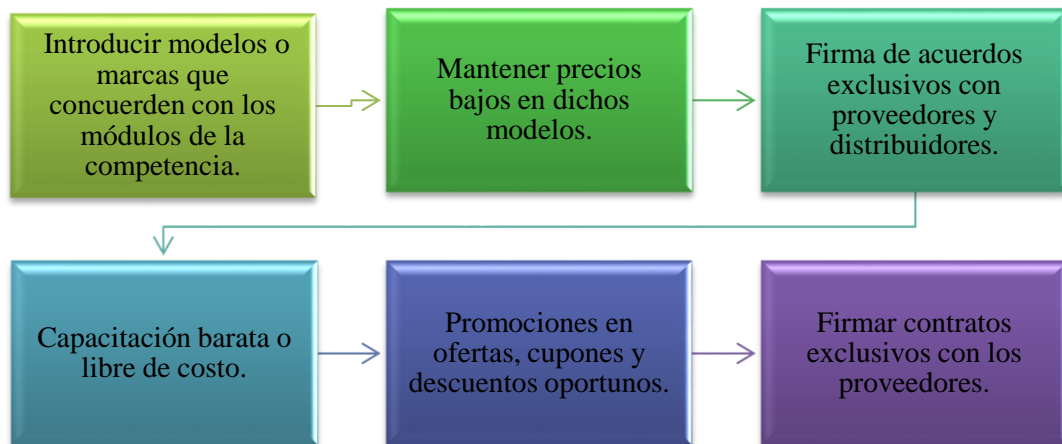 Introducir modelos o
marcas que
concuerden con los
módulos de la
competencia.
Mantener precios
bajos en dichos
modelos.
Firma de acuerdos
exclusivos con
proveedores y
distribuidores.
Capacitación barata o
libre de costo.
Promociones en
ofertas, cupones y
descuentos oportunos.
Firmar contratos
exclusivos con los
proveedores.